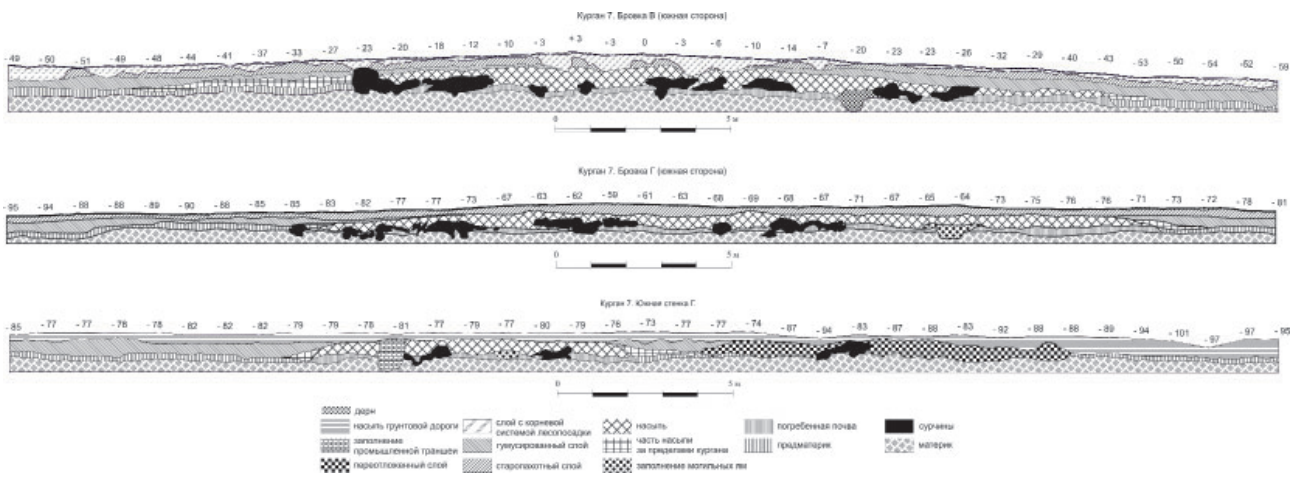 Курган 7. Бровка В (южная сторона)
- 49 - 50 - 51 - 49 - 48 - 44 - 41 - 37 - 33 - 27 - 23 - 20 - 18 - 12 - 10 - 3 + 3 - 3 0 - 3 - 6 - 10 - 14 - 7 - 20 - 23 - 23 - 26 - 32 - 29 - 40 - 43 - 53 - 50 - 54 - 62 - 58
0 5 м
Курган 7. Бровка Г (южная сторона)
- 95 - 94 - 88 - 88 - 89 - 90 - 88 - 85 - 83 - 82 - 77 - 77 - 73 - 67 - 63 - 62 - 59 - 61 - 63 - 68 - 69 - 68 - 67 - 71 - 67 - 65 - 64 - 73 - 75 - 76 - 76 - 71 - 73 - 72 - 78 - 81
0 5 м
Курган 7. Южная стенка Г.
- 85 - 77 - 77 - 76 - 78 - 82 - 82 - 82 - 79 - 78 - 81 - 77 - 79 - 77 - 80 - 79 - 76 - 73 - 77 - 77 - 74 - 87 - 94 - 83 - 87 - 88 - 83 - 92 - 88 - 88 - 94 - 101 - 97 - 97 - 95
0 5 м
дерн
насыпь грунтовой дороги
заполнение
промышленной траншеи
переотложенный слой
слой с корневой
системой лесопосадки
гумусированный слой
старопахотный слой
насыпь
часть насыпи
за пределами кургана
заполнение могильных ям
погребенная почва
предматерик
сурчины
материк